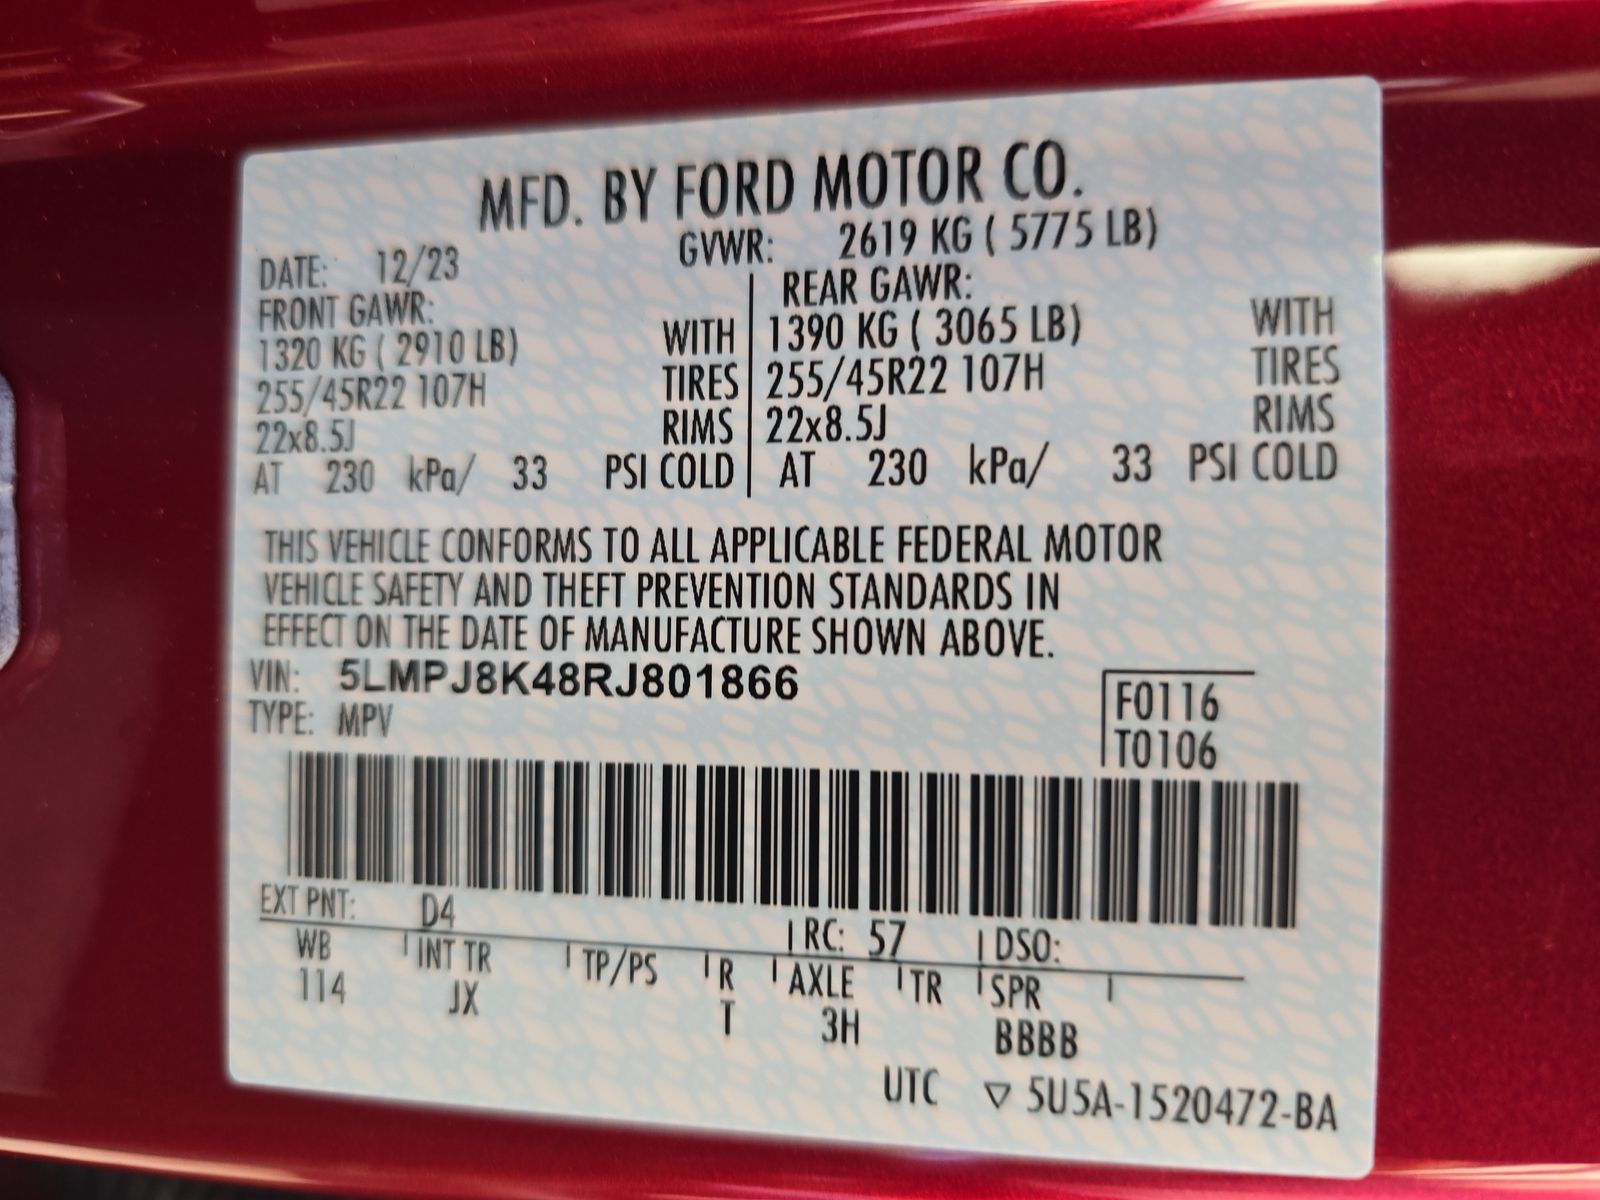 MFD. BY FORD MOTOR CO.
DATE: 12/23 GVWR: 2619 KG ( 5775 LB)
FRONT GAWR: REAR GAWR:
1320 KG ( 2910 LB) WITH 1390 KG ( 3065 LB) WITH
255/45R22 107H TIRES 255/45R22 107H TIRES
22x8.5J RIMS 22x8.5J RIMS
AT 230 kPa/ 33 PSI COLD AT 230 kPa/ 33 PSI COLD
THIS VEHICLE CONFORMS TO ALL APPLICABLE FEDERAL MOTOR
VEHICLE SAFETY AND THEFT PREVENTION STANDARDS IN
EFFECT ON THE DATE OF MANUFACTURE SHOWN ABOVE.
VIN: 5LMPJ8K48RJ801866
TYPE: MPV
F0116
T0106
EXT PNT: D4 RC: 57 DSO:
WB INT TR TP/PS R AXLE TR SPR
114 JX T 3H BBBB
UTC ▽ 5U5A-1520472-BA